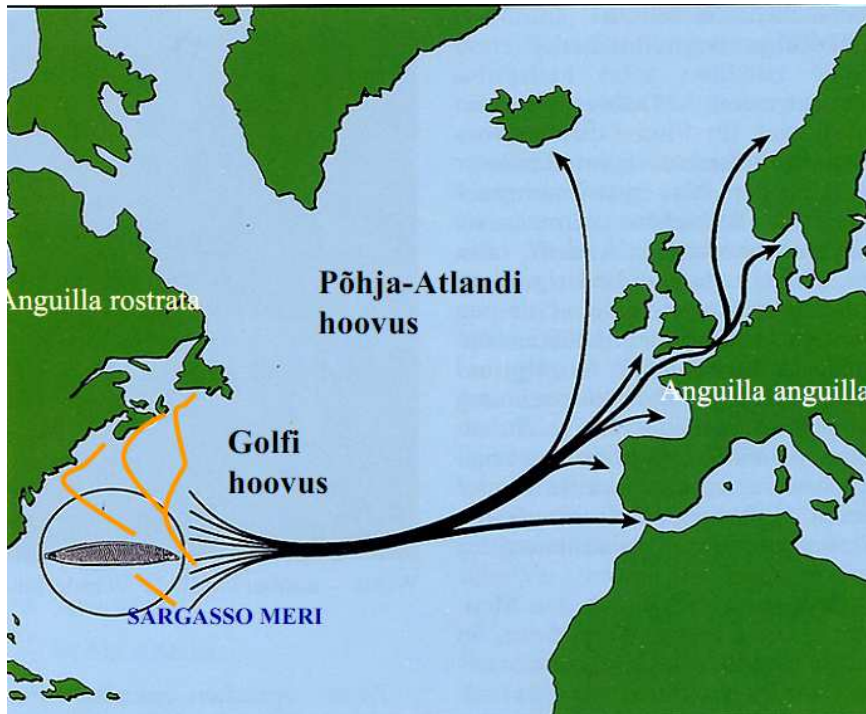 Põhja-Atlandi
hoovus
Anguilla rostrata
Anguilla anguilla
Golfi
hoovus
SARGASSO MERI